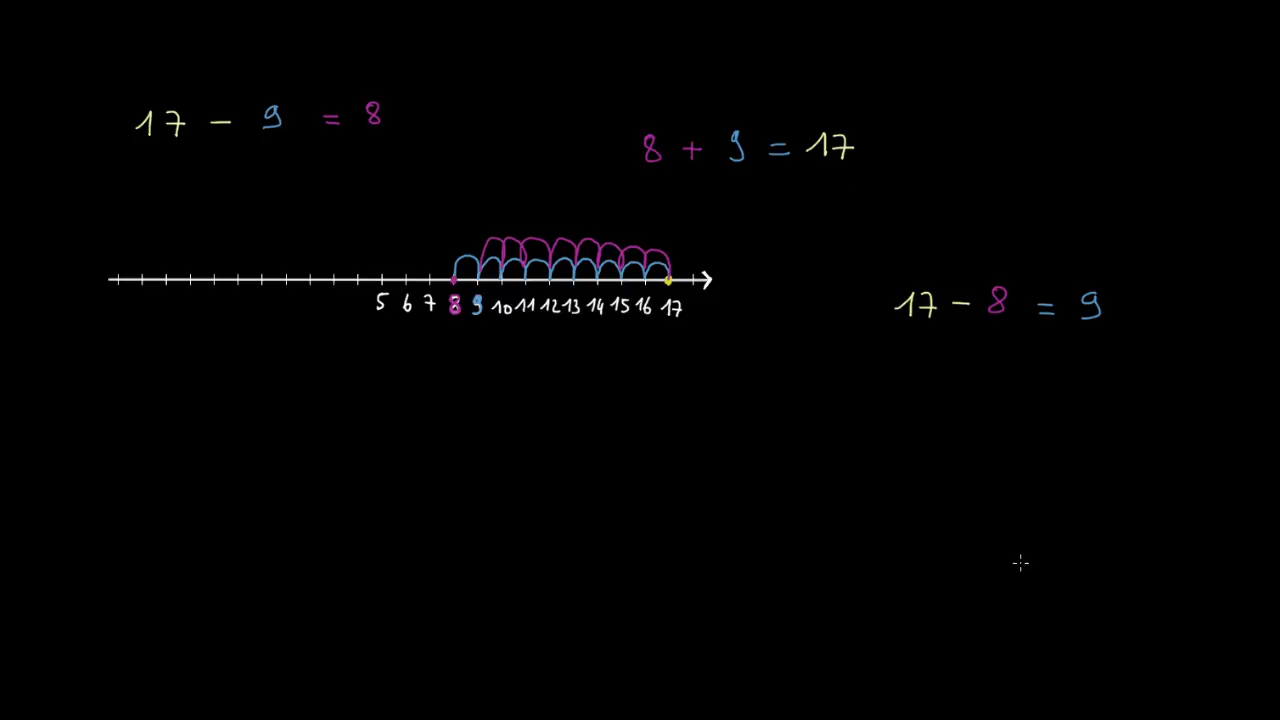 17 - 9 = 8
8 + 9 = 17
5 6 7 8 9 10 11 12 13 14 15 16 17
17 - 8 = 9